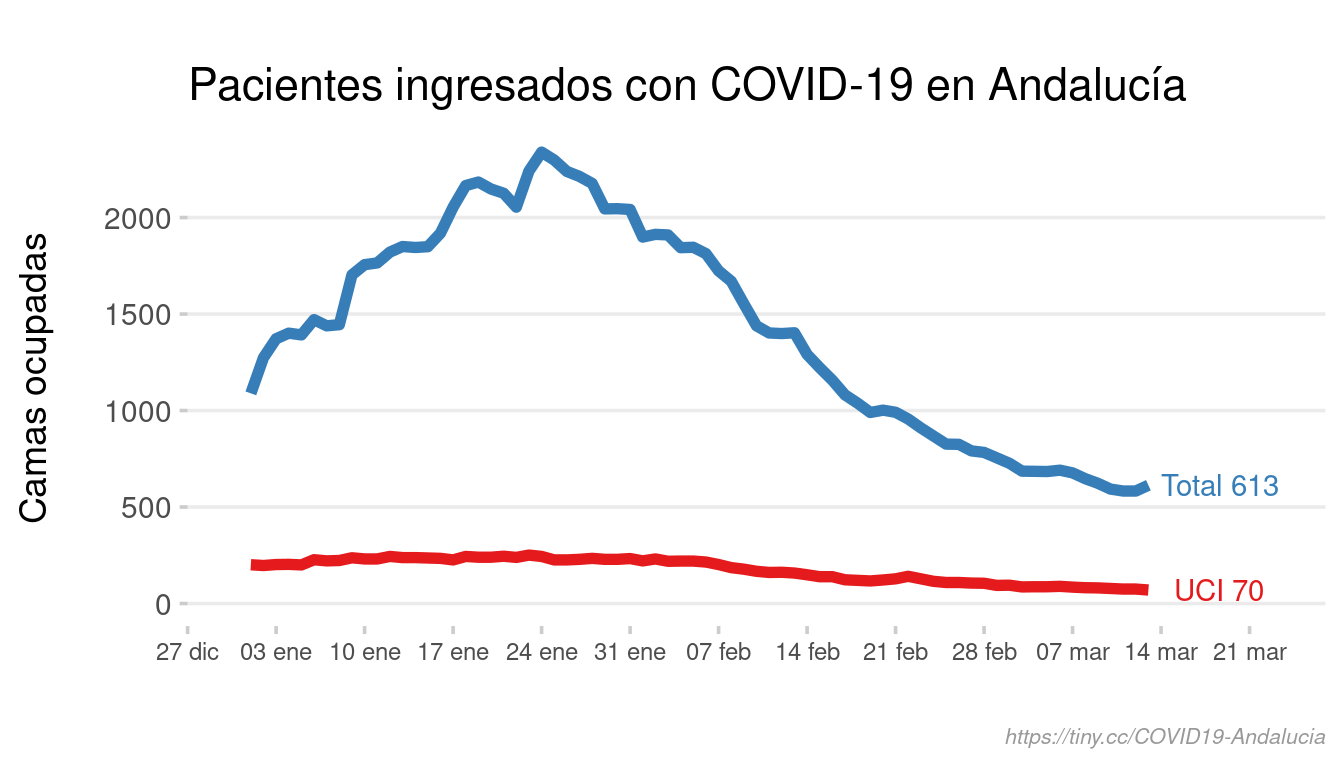 Pacientes ingresados con COVID-19 en Andalucía
Camas ocupadas
2000
1500
1000
500
0
Total 613
UCI 70
27 dic 03 ene 10 ene 17 ene 24 ene 31 ene 07 feb 14 feb 21 feb 28 feb 07 mar 14 mar 21 mar
https://tiny.cc/COVID19-Andalucia